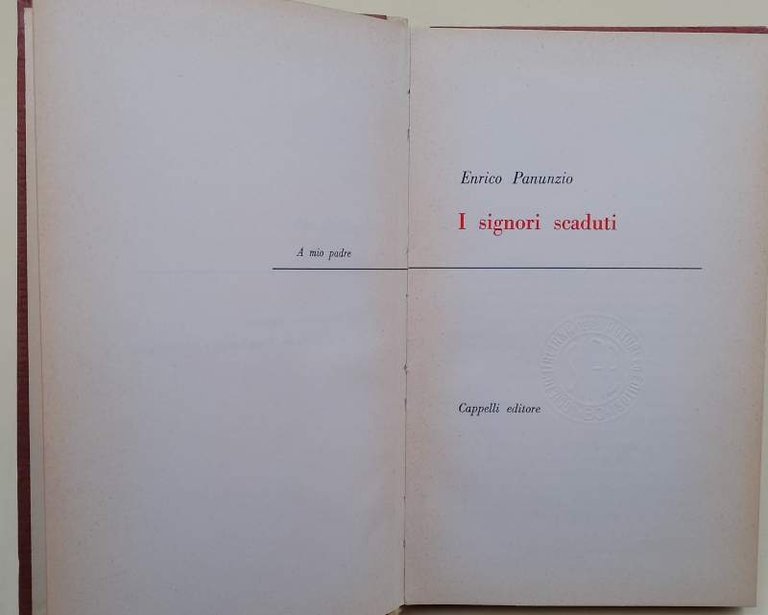 A mio padre
Enrico Panunzio
I signori scaduti
Cappelli editore